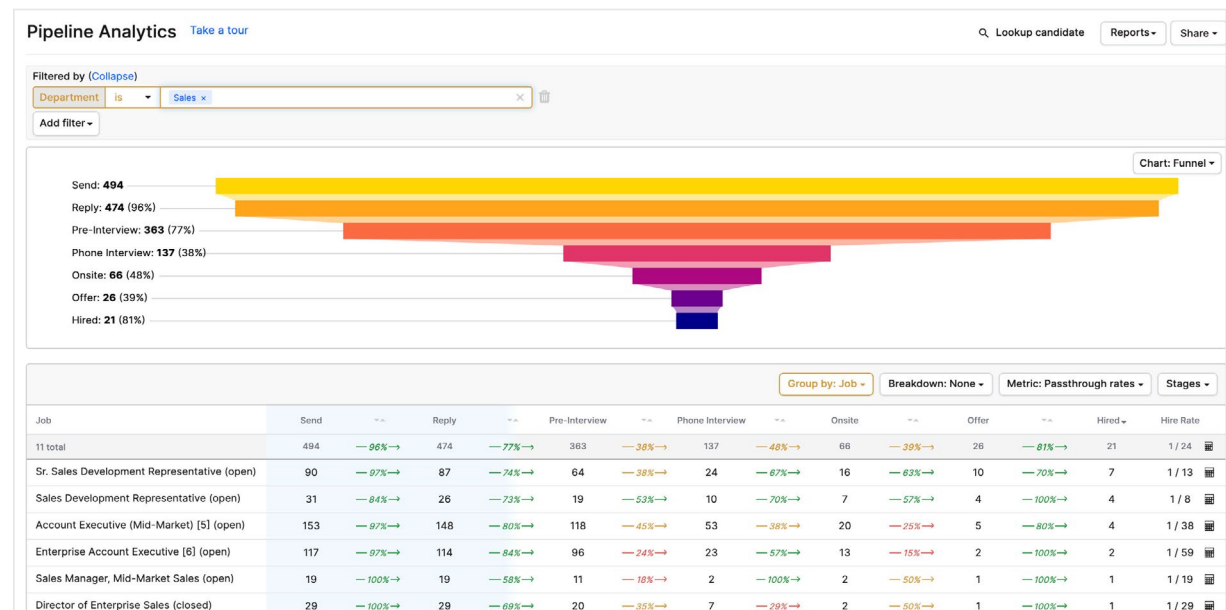 Pipeline Analytics Take a tour Lookup candidate Reports Share
Filtered by (Collapse)
Department is Sales × ×
Add filter
Chart: Funnel
Send: 494
Reply: 474 (96%)
Pre-Interview: 363 (77%)
Phone Interview: 137 (38%)
Onsite: 66 (48%)
Offer: 26 (39%)
Hired: 21 (81%)
Group by: Job Breakdown: None Metric: Passthrough rates Stages
Job Send Reply Pre-Interview Phone Interview Onsite Offer Hired Hire Rate
11 total 494 96% 474 77% 363 38% 137 48% 66 39% 26 81% 21 1 / 24
Sr. Sales Development Representative (open) 90 97% 87 74% 64 38% 24 67% 16 63% 10 70% 7 1 / 13
Sales Development Representative (open) 31 84% 26 73% 19 53% 10 70% 7 57% 4 100% 4 1 / 8
Account Executive (Mid-Market) [5] (open) 153 97% 148 80% 118 45% 53 38% 20 25% 5 80% 4 1 / 38
Enterprise Account Executive [6] (open) 117 97% 114 84% 96 24% 23 57% 13 15% 2 100% 2 1 / 59
Sales Manager, Mid-Market Sales (open) 19 100% 19 58% 11 18% 2 100% 2 50% 1 100% 1 1 / 19
Director of Enterprise Sales (closed) 29 100% 29 69% 20 35% 7 29% 2 50% 1 100% 1 1 / 29